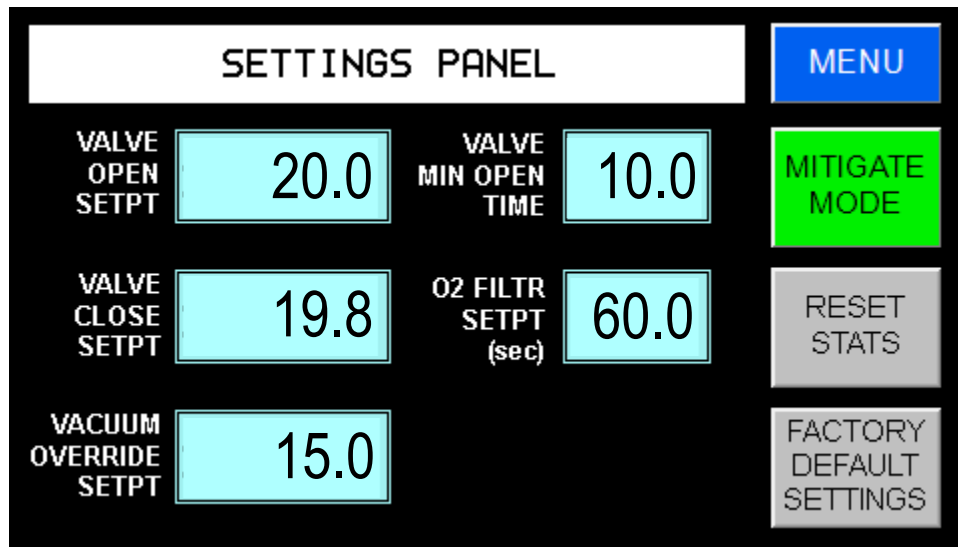 SETTINGS PANEL
MENU
VALVE
OPEN
SETPT
20.0
VALVE
MIN OPEN
TIME
10.0
MITIGATE
MODE
VALVE
CLOSE
SETPT
19.8
O2 FILTR
SETPT
(sec)
60.0
RESET
STATS
VACUUM
OVERRIDE
SETPT
15.0
FACTORY
DEFAULT
SETTINGS